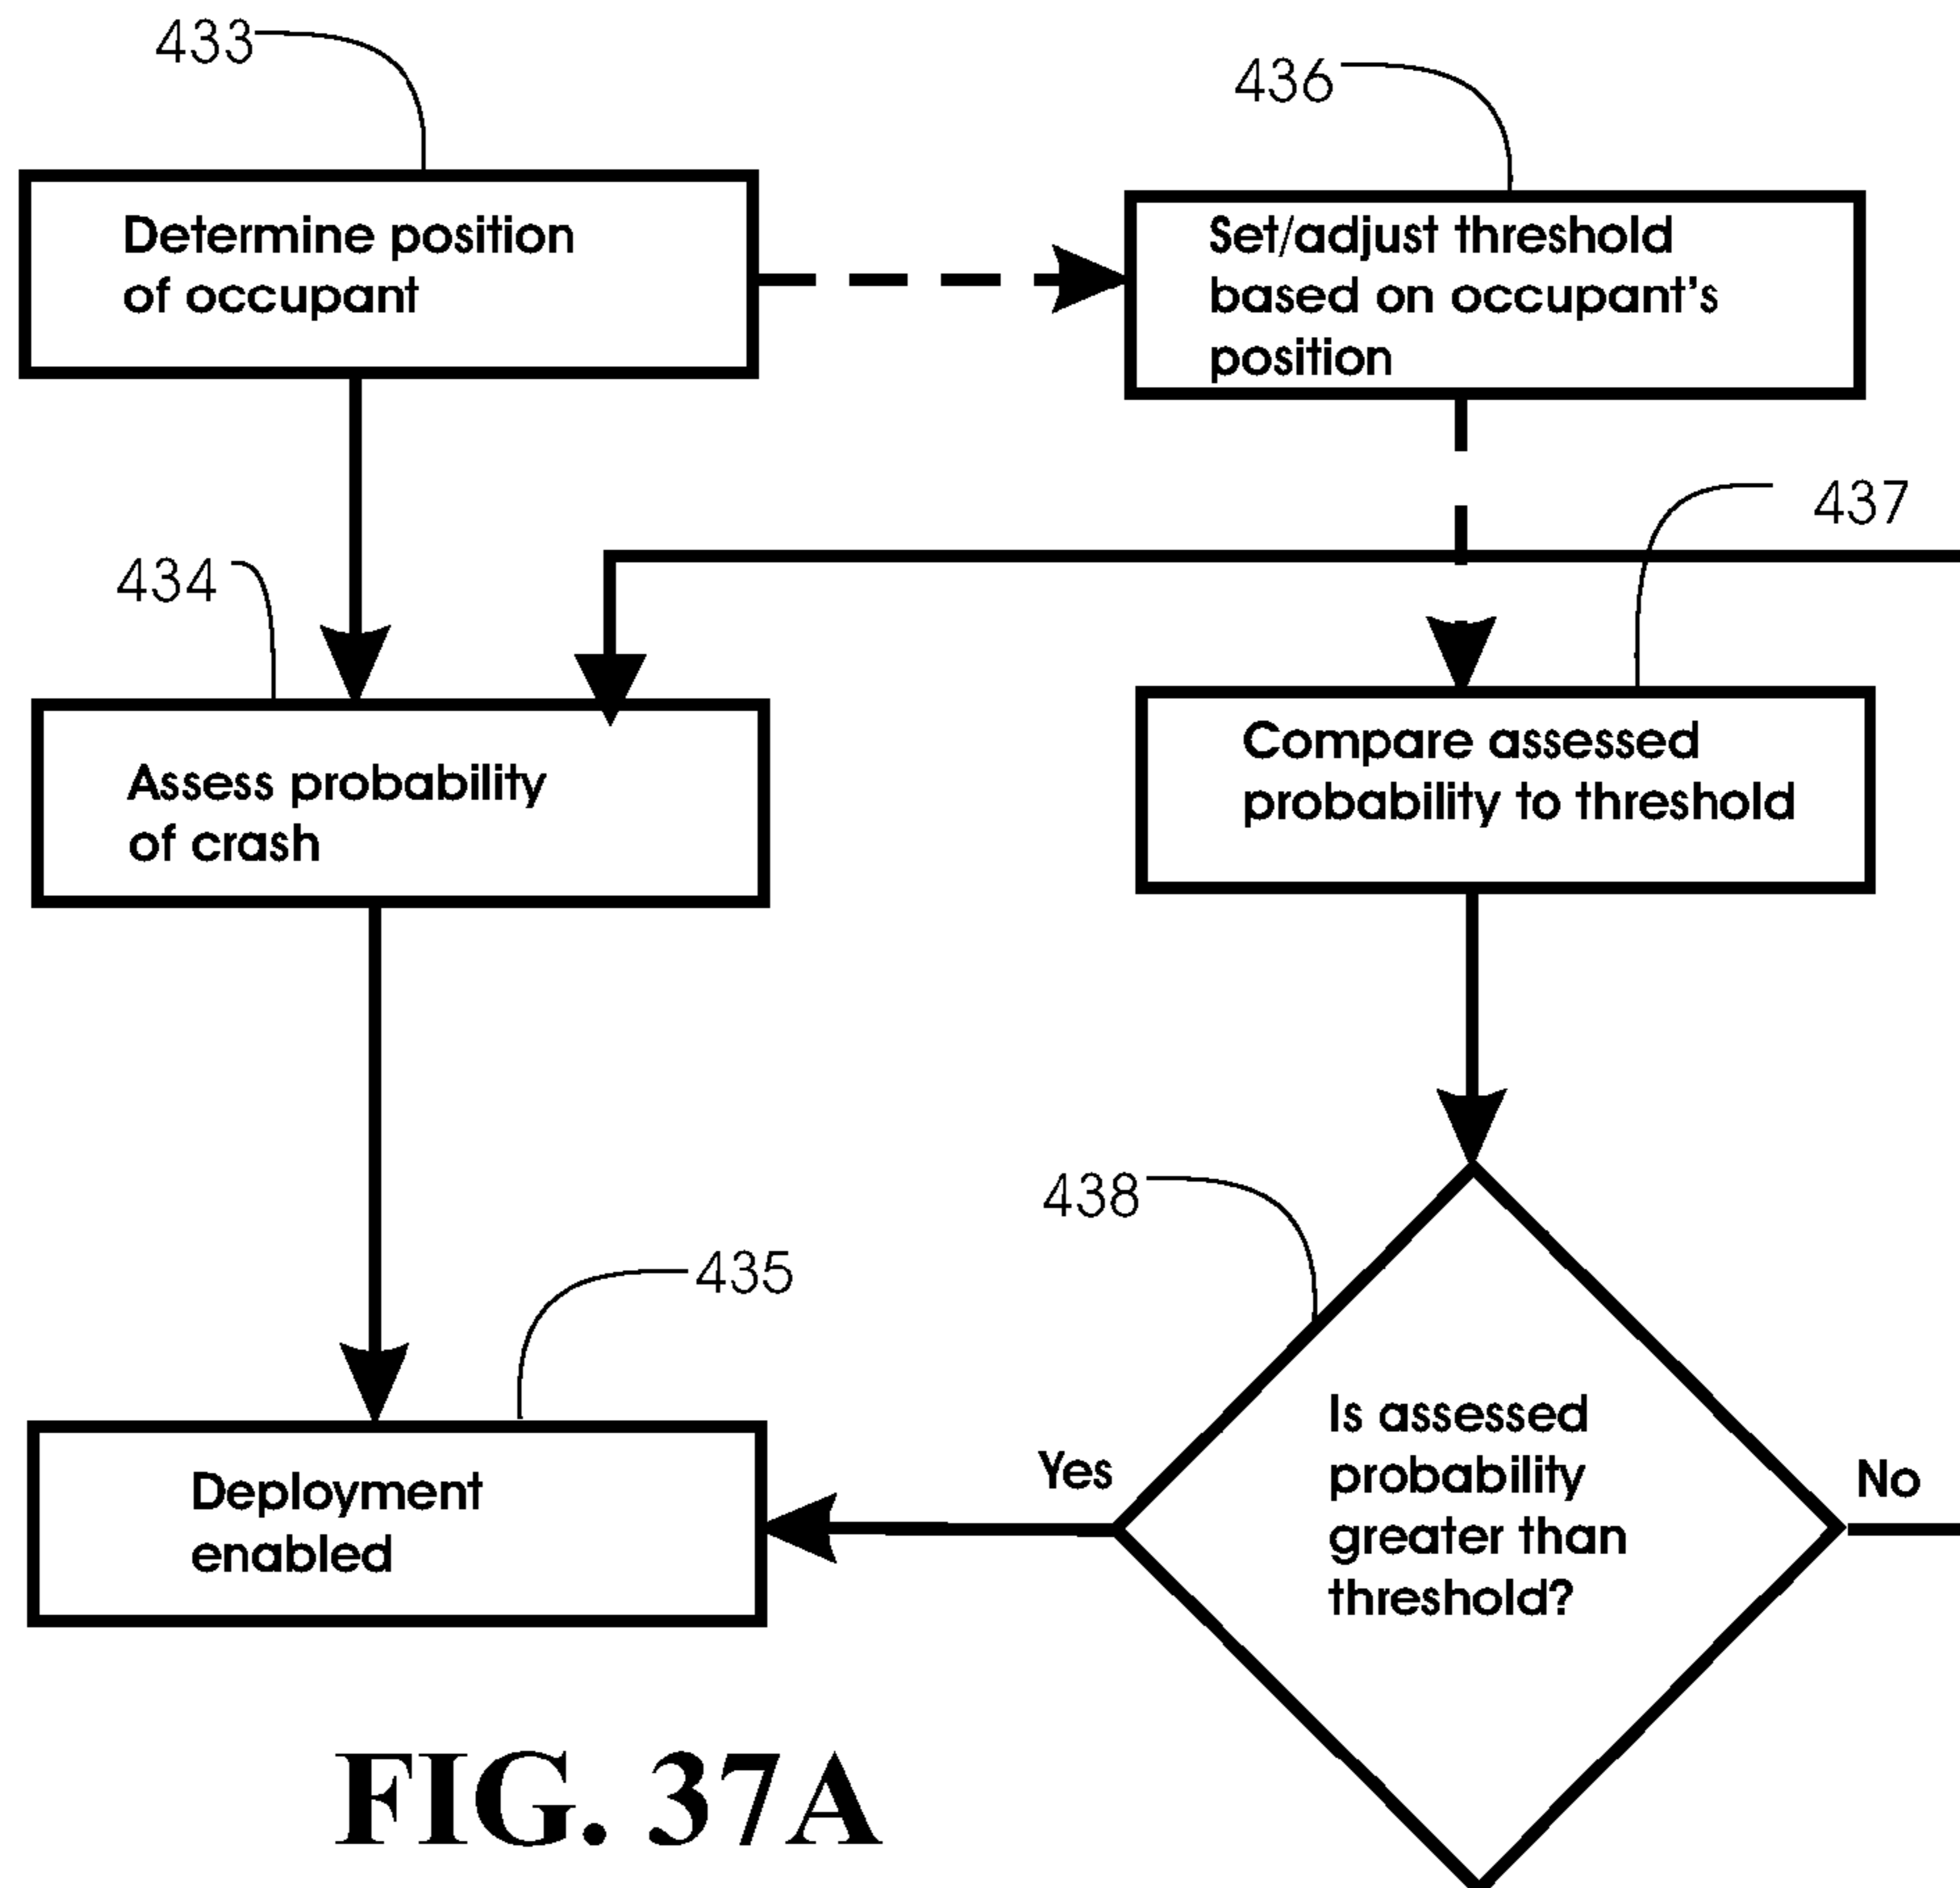 433
436
Determine position
of occupant
Set/adjust threshold
based on occupant's
position
437
434
Assess probability
of crash
Compare assessed
probability to threshold
438
435
Deployment
enabled
Yes
Is assessed
probability
greater than
threshold?
No
FIG. 37A